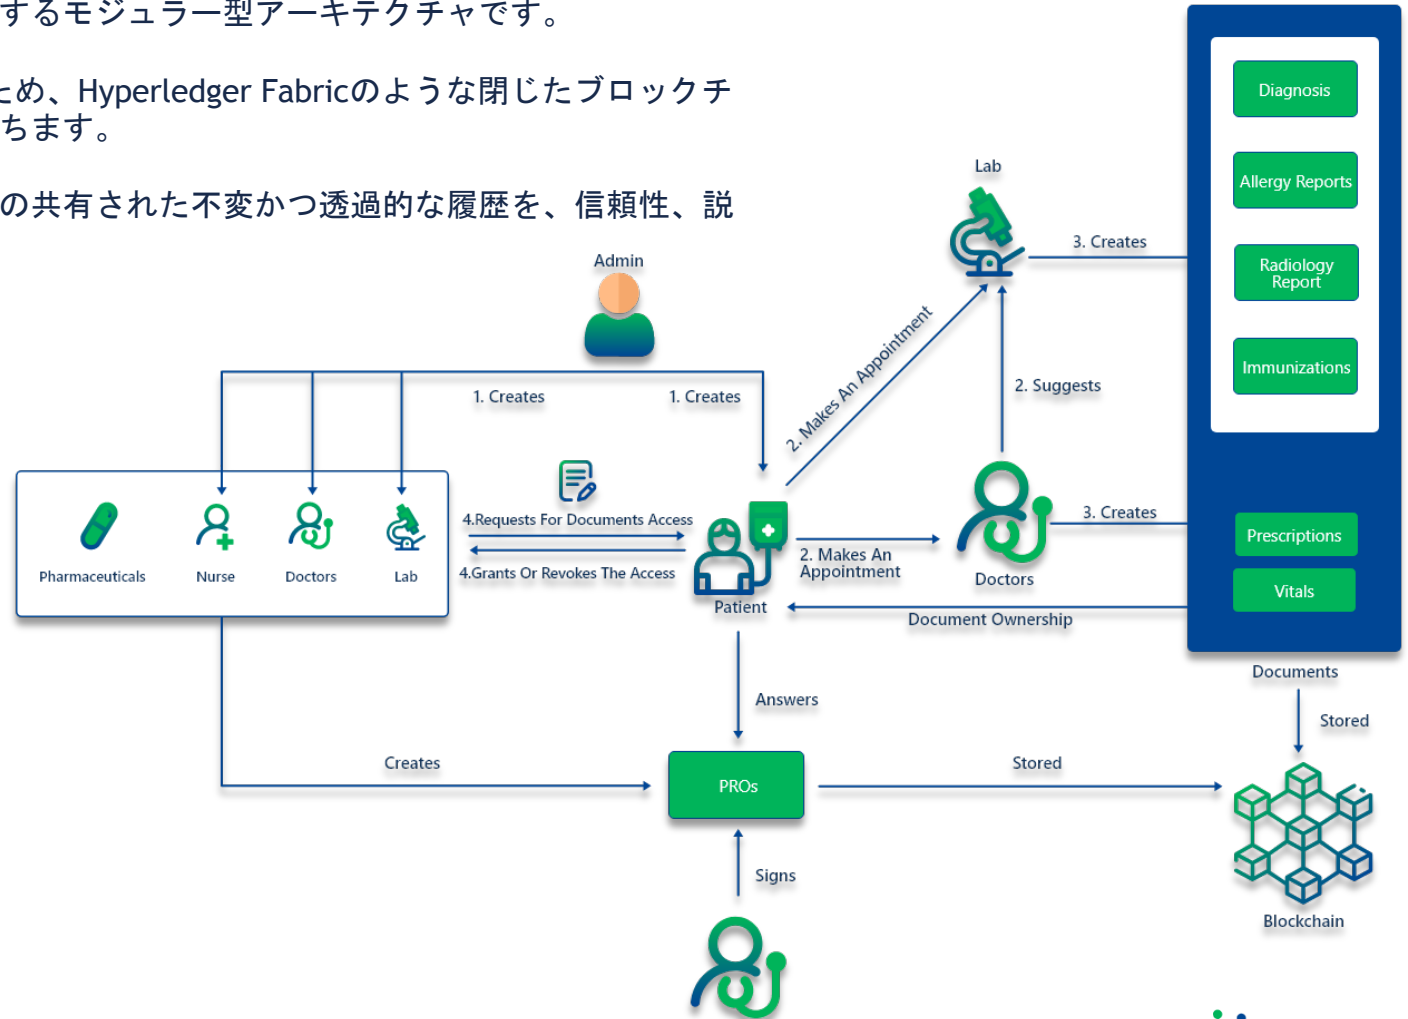 するモジュラー型アーキテクチャです。
ため、Hyperledger Fabricのような閉じたブロックチ
ちます。
の共有された不変かつ透過的な履歴を、信頼性、説
Admin
1. Creates
1. Creates
Pharmaceuticals
Nurse
Doctors
Lab
4.Requests For Documents Access
4.Grants Or Revokes The Access
Patient
2. Makes An Appointment
Lab
3. Creates
2. Suggests
2. Makes An
Appointment
Doctors
3. Creates
Document Ownership
Diagnosis
Allergy Reports
Radiology
Report
Immunizations
Prescriptions
Vitals
Documents
Stored
Answers
Creates
PROs
Stored
Signs
Blockchain